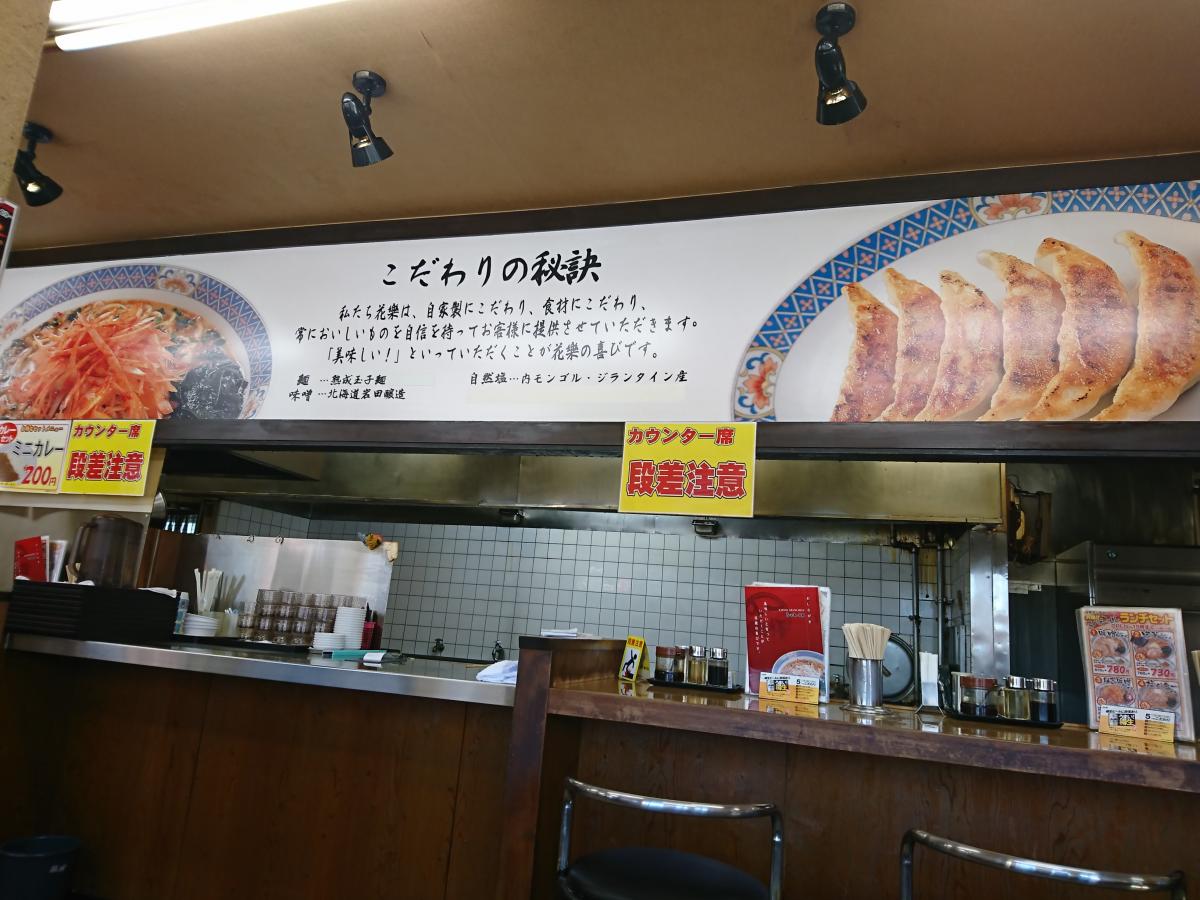 こだわりの秘訣
私たち花樂は、自家製にこだわり、食材にこだわり、
常においしいものを自信を持ってお客様に提供させていただきます。
「美味しい!」といっていただくことが花樂の喜びです。
麺 …熟成玉子麺
味噌 …北海道岩田醸造
自然塩…内モンゴル・ジランタイン産
ミニカレー
200円
カウンター席
段差注意
カウンター席
段差注意
ランチセット
780
730